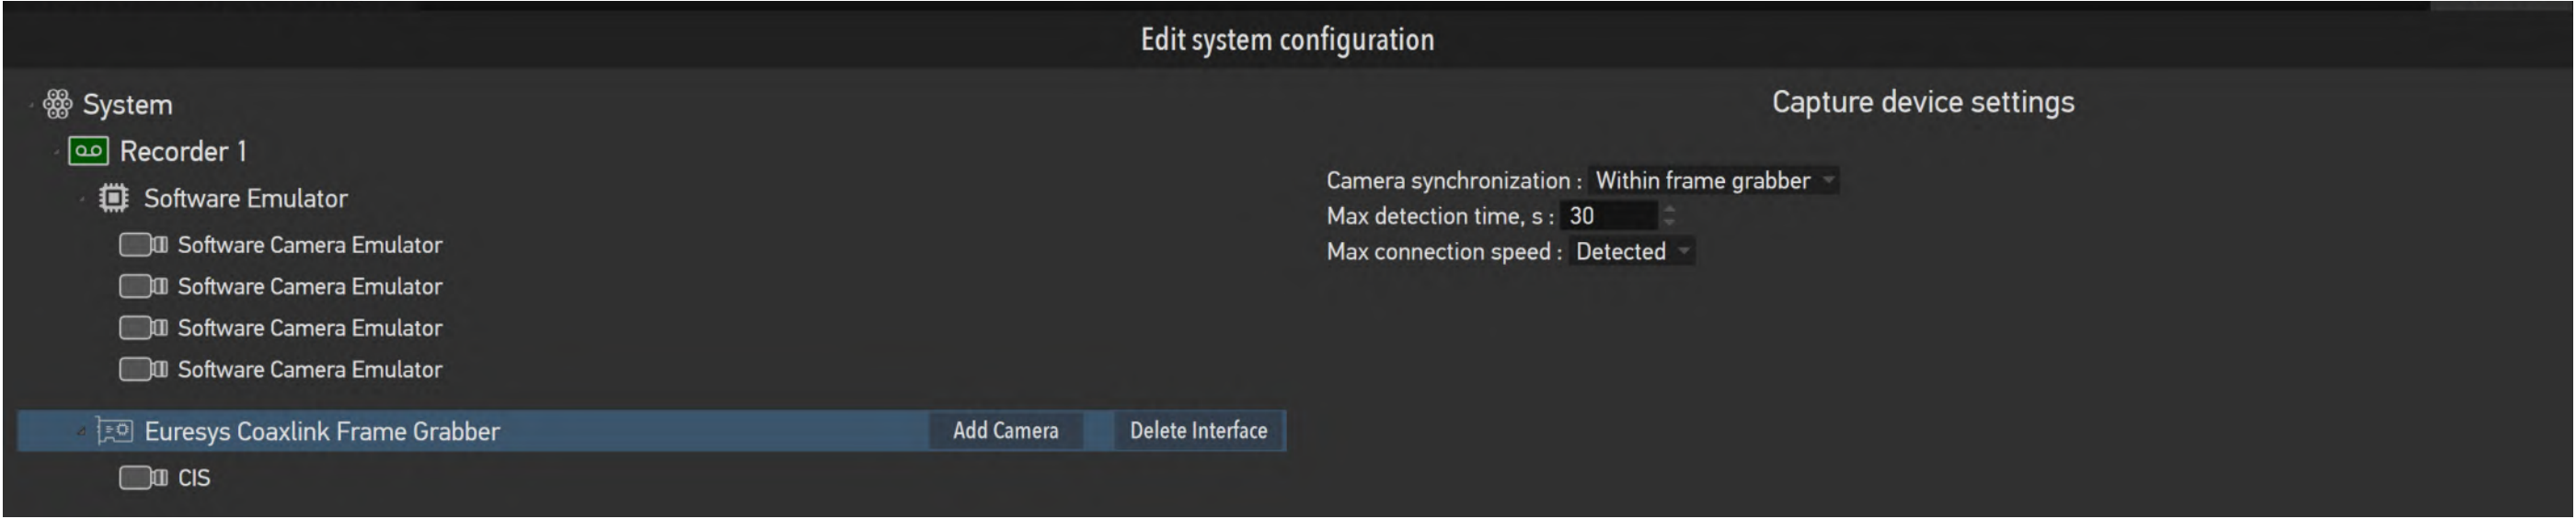 Edit system configuration
System
Recorder 1
Software Emulator
Software Camera Emulator
Software Camera Emulator
Software Camera Emulator
Software Camera Emulator
Euresys Coaxlink Frame Grabber Add Camera Delete Interface
CIS
Capture device settings
Camera synchronization : Within frame grabber
Max detection time, s : 30
Max connection speed : Detected